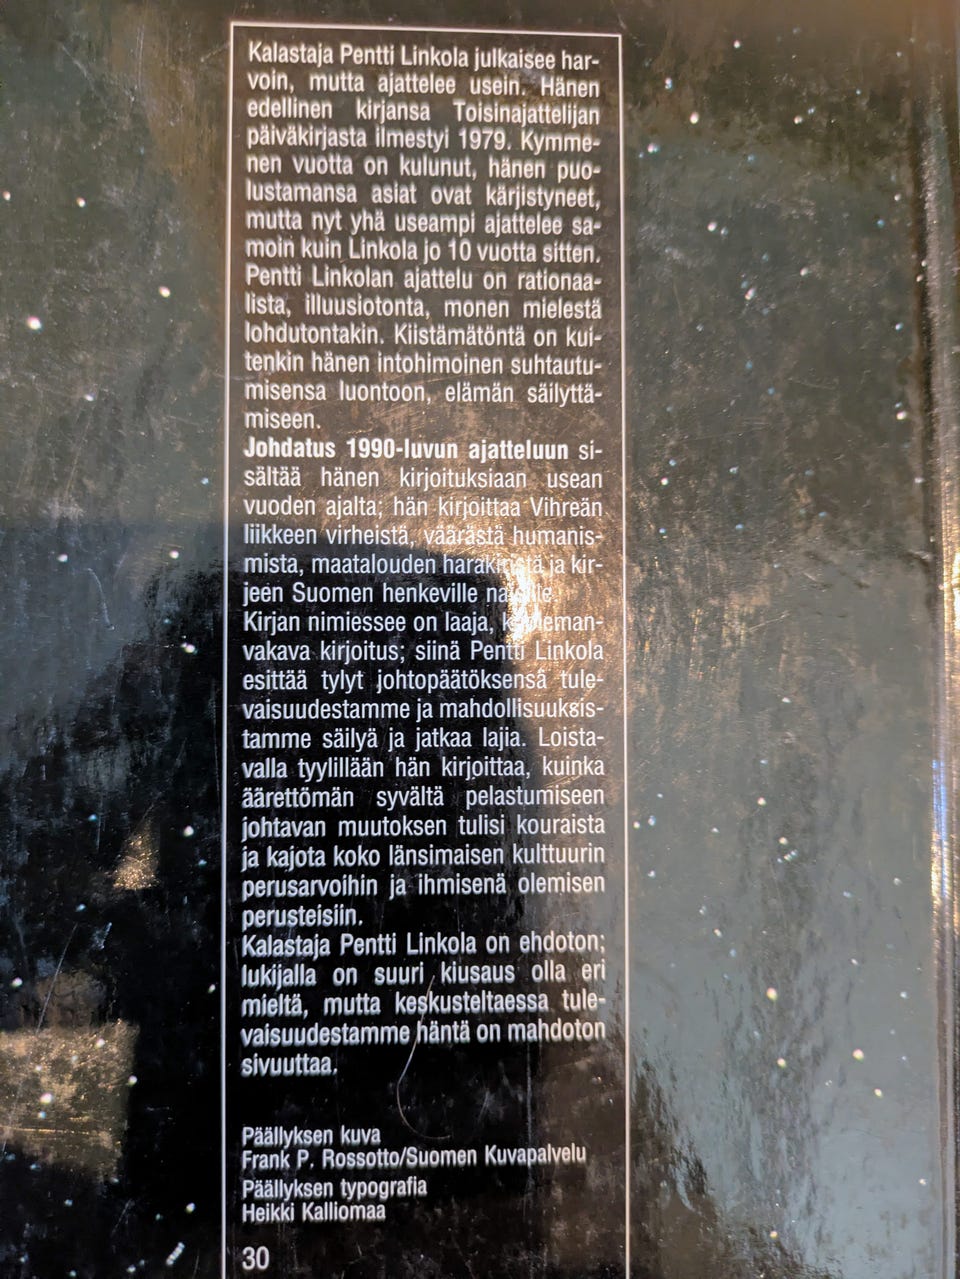 Kalastaja Pentti Linkola julkaisee har-
voin, mutta ajattelee usein. Hänen
edellinen kirjansa Toisinajattelijan
päiväkirjasta ilmestyi 1979. Kymme-
nen vuotta on kulunut, hänen puo-
lustamansa asiat ovat kärjistyneet,
mutta nyt yhä useampi ajattelee sa-
moin kuin Linkola jo 10 vuotta sitten.
Pentti Linkolan ajattelu on rationaa-
lista, illuusiotonta, monen mielestä
lohdutontakin. Kiistämätöntä on kui-
tenkin hänen intohimoinen suhtautu-
misensa luontoon, elämän säilyttä-
miseen.
Johdatus 1990-luvun ajatteluun si-
sältää hänen kirjoituksiaan usean
vuoden ajalta; hän kirjoittaa Vihreän
liikkeen virheistä, väärästä humanis-
mista, maatalouden harakirista ja kir-
jeen Suomen henkeville naisille.
Kirjan nimiessee on laaja, kuoleman-
vakava kirjoitus; siinä Pentti Linkola
esittää tylyt johtopäätöksensä tule-
vaisuudestamme ja mahdollisuuksis-
tamme säilyä ja jatkaa lajia. Loista-
valla tyylillään hän kirjoittaa, kuinka
äärettömän syvältä pelastumiseen
johtavan muutoksen tulisi kouraista
ja kajota koko länsimaisen kulttuurin
perusarvoihin ja ihmisenä olemisen
perusteisiin.
Kalastaja Pentti Linkola on ehdoton;
lukijalla on suuri kiusaus olla eri
mieltä, mutta keskusteltaessa tule-
vaisuudestamme häntä on mahdoton
sivuuttaa.
Päällyksen kuva
Frank P. Rossotto/Suomen Kuvapalvelu
Päällyksen typografia
Heikki Kalliomaa
30